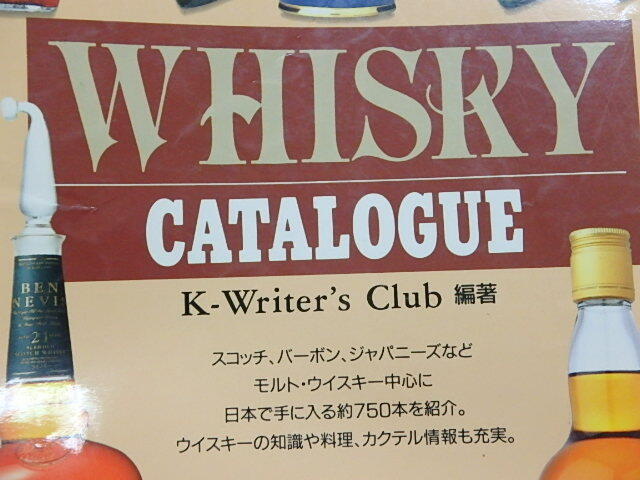 WHISKY
CATALOGUE
K-Writer's Club 編著
スコッチ、バーボン、ジャパニーズなど
モルト・ウイスキー中心に
日本で手に入る約750本を紹介。
ウイスキーの知識や料理、カクテル情報も充実。
BEN
NEVIS
21